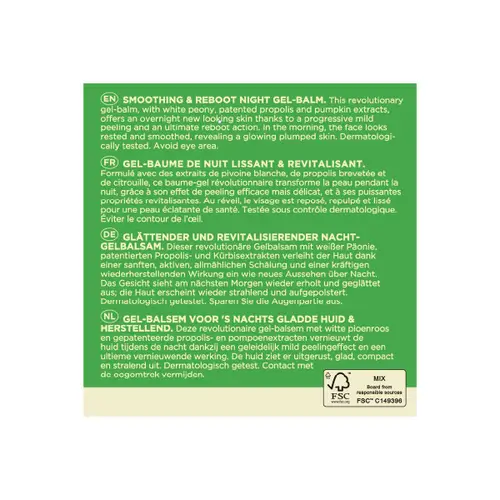 EN SMOOTHING & REBOOT NIGHT GEL-BALM. This revolutionary
gel-balm, with white peony, patented propolis and pumpkin extracts,
offers an overnight new looking skin thanks to a progressive mild
peeling and an ultimate reboot action. In the morning, the face looks
rested and smoothed, revealing a glowing plumped skin. Dermatologi-
cally tested. Avoid eye area.
FR GEL-BAUME DE NUIT LISSANT & REVITALISANT.
Formulé avec des extraits de pivoine blanche, de propolis brevetée et
de citrouille, ce baume-gel révolutionnaire transforme la peau pendant la
nuit, grâce à son effet de peeling efficace mais délicat, et à ses puissantes
propriétés revitalisantes. Au réveil, le visage est reposé, repulpé et lissé
pour une peau éclatante de santé. Testée sous contrôle dermatologique.
Éviter le contour de l'œil.
DE GLÄTTENDER UND REVITALISIERENDER NACHT-
GELBALSAM. Dieser revolutionäre Gelbalsam mit weißer Päonie,
patentierten Propolis- und Kürbisextrakten verleiht der Haut dank
einer sanften, aktiven, allmählichen Schälung und einer kräftigen
wiederherstellenden Wirkung ein wie neues Aussehen über Nacht.
Das Gesicht sieht am nächsten Morgen wieder erholt und geglättet
aus; die Haut erscheint wieder strahlend und aufgepolstert.
Dermatologisch getestet. Sparen Sie die Augenpartie aus.
NL GEL-BALSEM VOOR 'S NACHTS GLADDE HUID &
HERSTELLEND. Deze revolutionaire gel-balsem met witte ploenroos
en gepatenteerde propolis- en pompoenextracten vernieuwt de
huid tijdens de nacht dankzij een geleidelijk mild peelingeffect en een
ultieme vernieuwende werking. De huid ziet er uitgerust, glad, compact
en stralend uit. Dermatologisch getest. Contact met
de oogomtrek vermijden.
FSC
www.fsc.org
MIX
Board from
responsible sources
FSC™ C149396